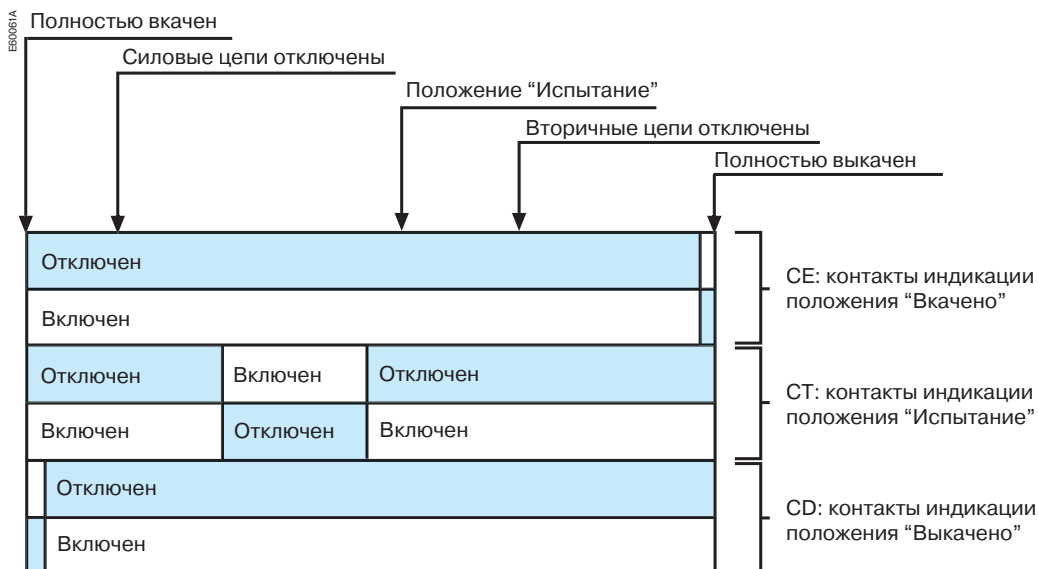 E60061A
Полностью вкачен
Силовые цепи отключены
Положение “Испытание”
Вторичные цепи отключены
Полностью выкачен
Отключен
Включен
CE: контакты индикации
положения “Вкачено”
Отключен Включен Отключен
Включен Отключен Включен
CT: контакты индикации
положения “Испытание”
Отключен
Включен
CD: контакты индикации
положения “Выкачено”